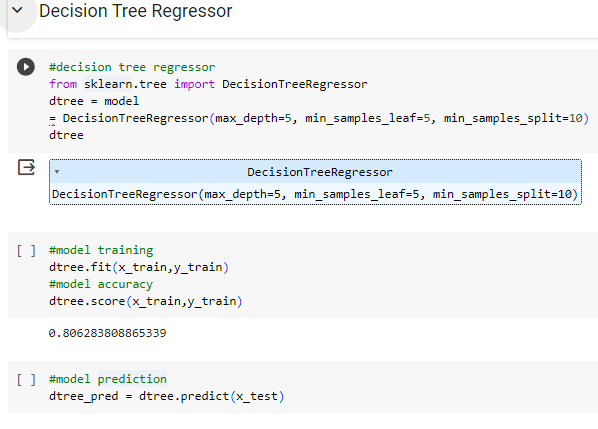 Decision Tree Regressor
#decision tree regressor
from sklearn.tree import DecisionTreeRegressor
dtree = model
= DecisionTreeRegressor(max_depth=5, min_samples_leaf=5, min_samples_split=10)
dtree
DecisionTreeRegressor
DecisionTreeRegressor(max_depth=5, min_samples_leaf=5, min_samples_split=10)
[ ] #model training
dtree.fit(x_train,y_train)
#model accuracy
dtree.score(x_train,y_train)
0.806283808865339
[ ] #model prediction
dtree_pred = dtree.predict(x_test)